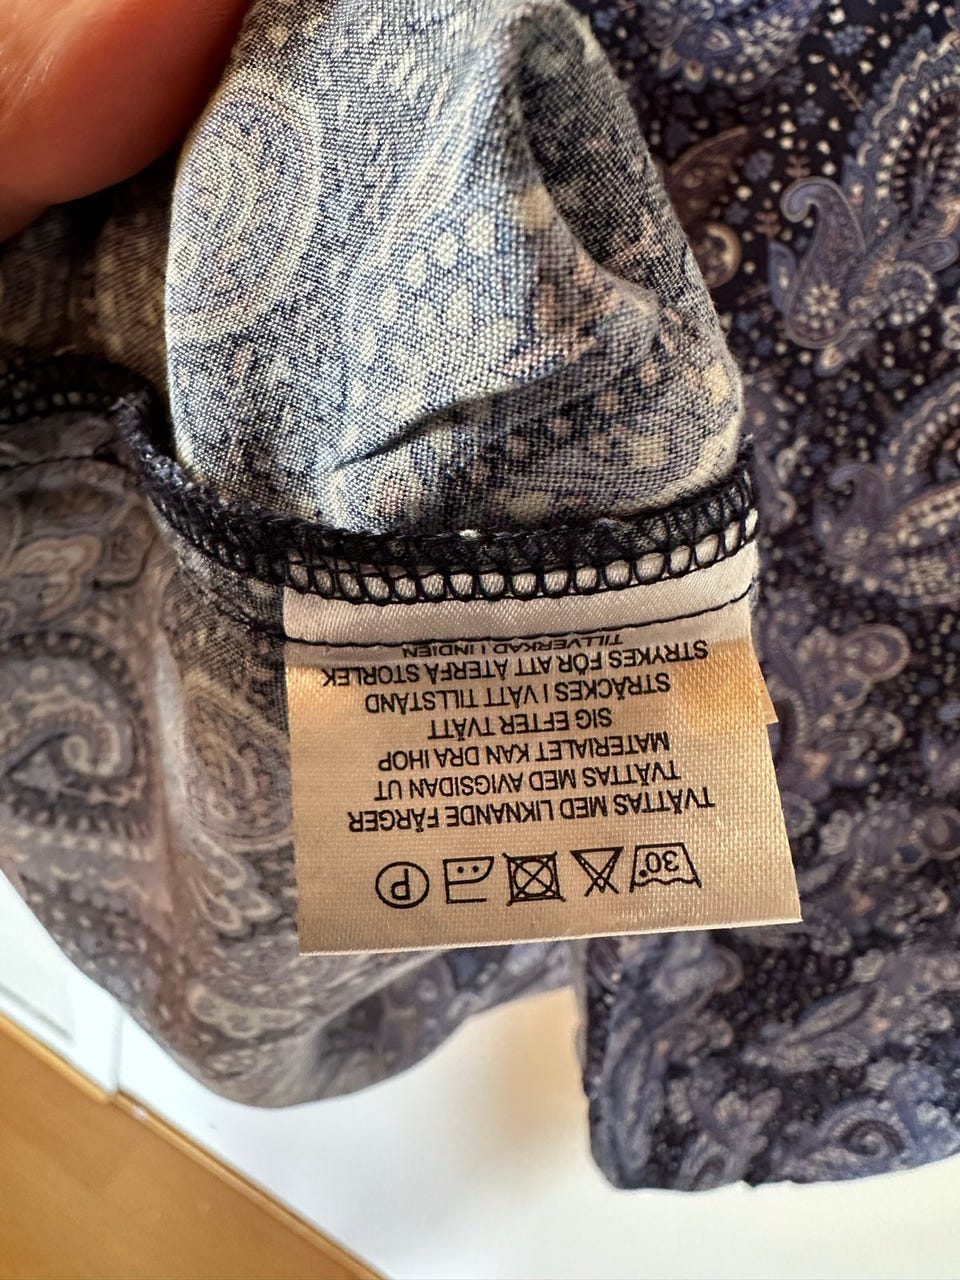 30°
P
TVÄTTAS MED LIKNANDE FÄRGER
TVÄTTAS MED AVIGSIDAN UT
MATERIALET KAN DRA IHOP
SIG EFTER TVÄTT
STRÄCKES I VÅTT TILLSTÅND
STRYKES FÖR ATT ÅTERFÅ STORLEK
TILLVERKAD I INDIEN